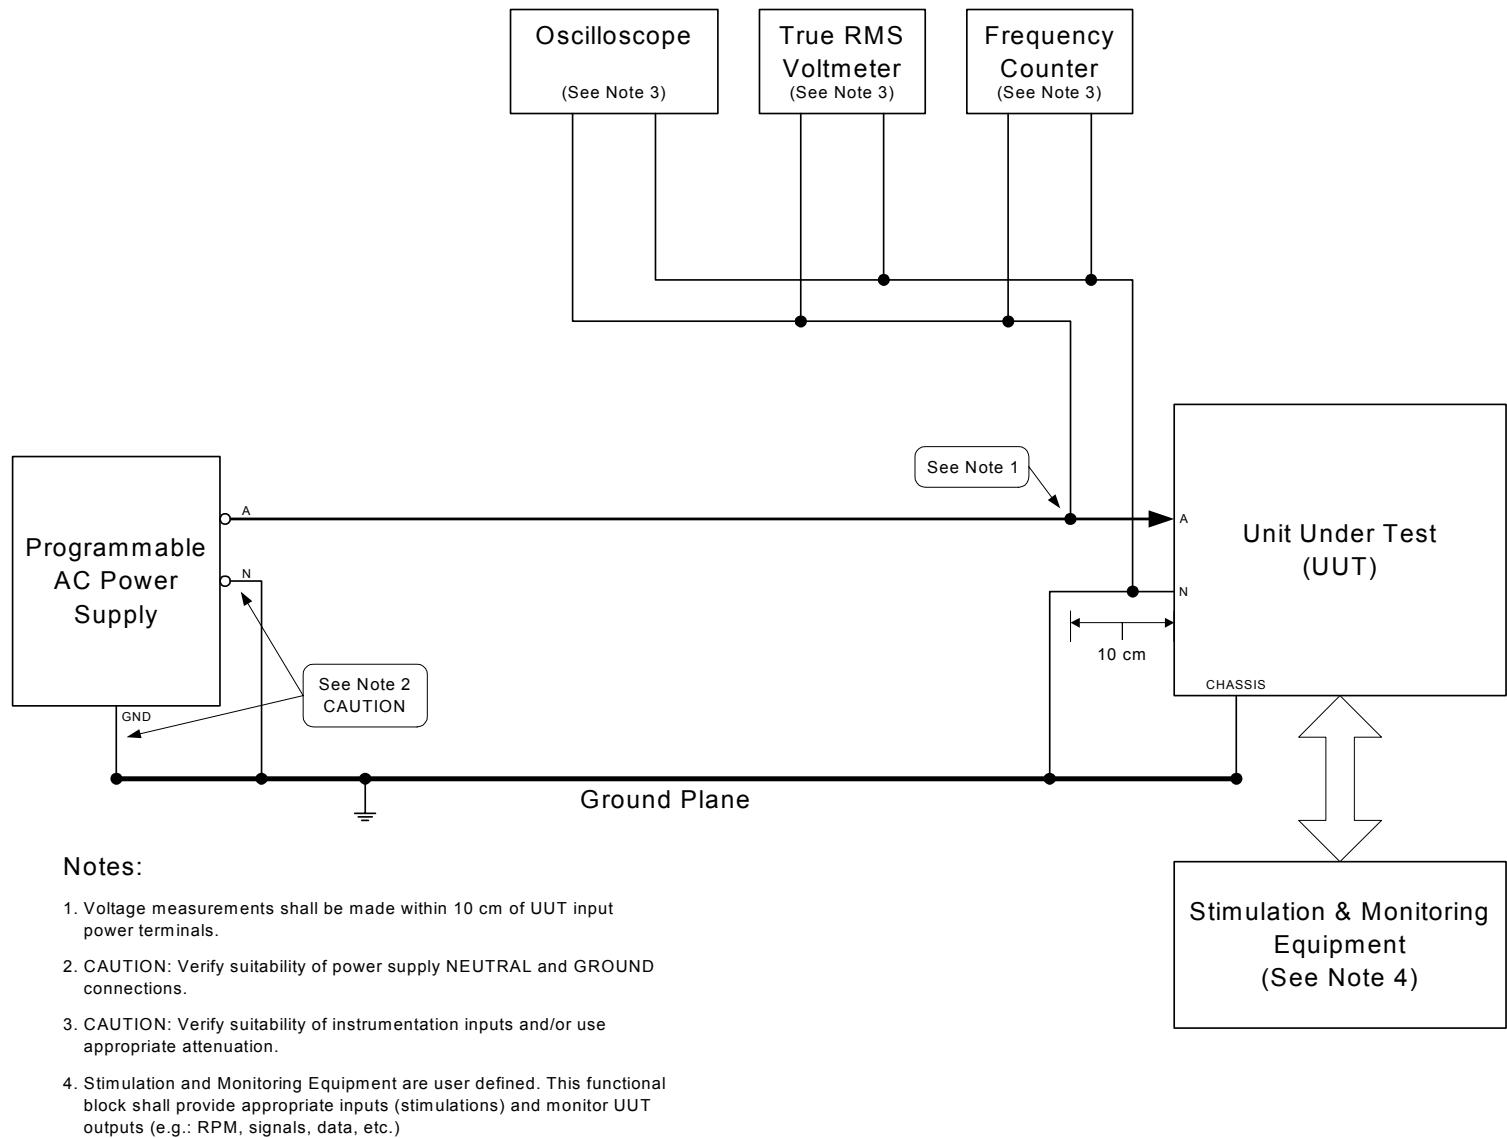 Oscilloscope
(See Note 3)
True RMS
Voltmeter
(See Note 3)
Frequency
Counter
(See Note 3)
See Note 1
Programmable
AC Power
Supply
A
N
GND
See Note 2
CAUTION
A
N
Unit Under Test
(UUT)
10 cm
CHASSIS
Ground Plane
Stimulation & Monitoring
Equipment
(See Note 4)
Notes:
1. Voltage measurements shall be made within 10 cm of UUT input
power terminals.
2. CAUTION: Verify suitability of power supply NEUTRAL and GROUND
connections.
3. CAUTION: Verify suitability of instrumentation inputs and/or use
appropriate attenuation.
4. Stimulation and Monitoring Equipment are user defined. This functional
block shall provide appropriate inputs (stimulations) and monitor UUT
outputs (e.g.: RPM, signals, data, etc.)